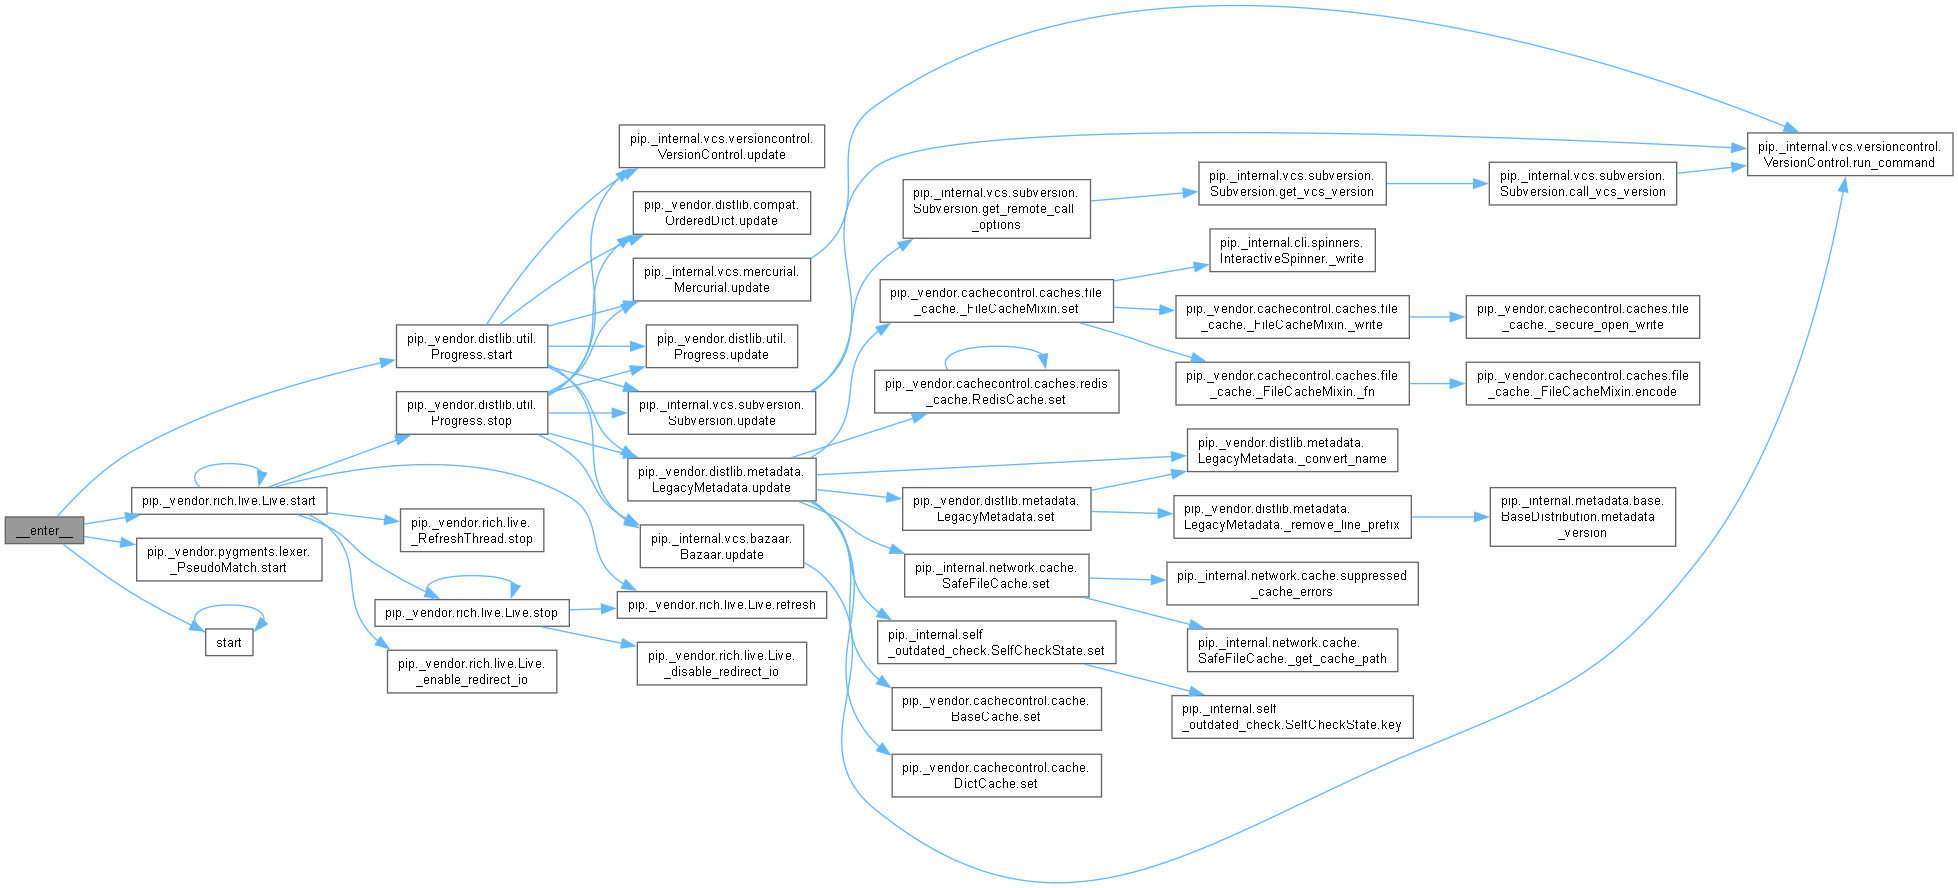 __enter__
pip._vendor.distlib.util.
Progress.start
pip._vendor.distlib.util.
Progress.stop
pip._vendor.rich.live.Live.start
pip._vendor.pygments.lexer.
_PseudoMatch.start
start
pip._vendor.rich.live.
_RefreshThread.stop
pip._vendor.rich.live.Live.stop
pip._vendor.rich.live.Live.
_enable_redirect_io
pip._internal.vcs.versioncontrol.
VersionControl.update
pip._vendor.distlib.compat.
OrderedDict.update
pip._internal.vcs.mercurial.
Mercurial.update
pip._vendor.distlib.util.
Progress.update
pip._internal.vcs.subversion.
Subversion.update
pip._vendor.distlib.metadata.
LegacyMetadata.update
pip._internal.vcs.bazaar.
Bazaar.update
pip._vendor.rich.live.Live.refresh
pip._vendor.rich.live.Live.
_disable_redirect_io
pip._internal.vcs.subversion.
Subversion.get_remote_call
_options
pip._vendor.cachecontrol.caches.file
_cache._FileCacheMixin.set
pip._vendor.cachecontrol.caches.redis
_cache.RedisCache.set
pip._vendor.distlib.metadata.
LegacyMetadata.set
pip._internal.network.cache.
SafeFileCache.set
pip._internal.self
_outdated_check.SelfCheckState.set
pip._vendor.cachecontrol.cache.
BaseCache.set
pip._vendor.cachecontrol.cache.
DictCache.set
pip._internal.vcs.subversion.
Subversion.get_vcs_version
pip._internal.cli.spinners.
InteractiveSpinner._write
pip._vendor.cachecontrol.caches.file
_cache._FileCacheMixin._write
pip._vendor.cachecontrol.caches.file
_cache._FileCacheMixin._fn
pip._vendor.distlib.metadata.
LegacyMetadata._convert_name
pip._vendor.distlib.metadata.
LegacyMetadata._remove_line_prefix
pip._internal.network.cache.suppressed
_cache_errors
pip._internal.network.cache.
SafeFileCache._get_cache_path
pip._internal.self
_outdated_check.SelfCheckState.key
pip._internal.vcs.subversion.
Subversion.call_vcs_version
pip._vendor.cachecontrol.caches.file
_cache._secure_open_write
pip._vendor.cachecontrol.caches.file
_cache._FileCacheMixin.encode
pip._internal.metadata.base.
BaseDistribution.metadata
_version
pip._internal.vcs.versioncontrol.
VersionControl.run_command